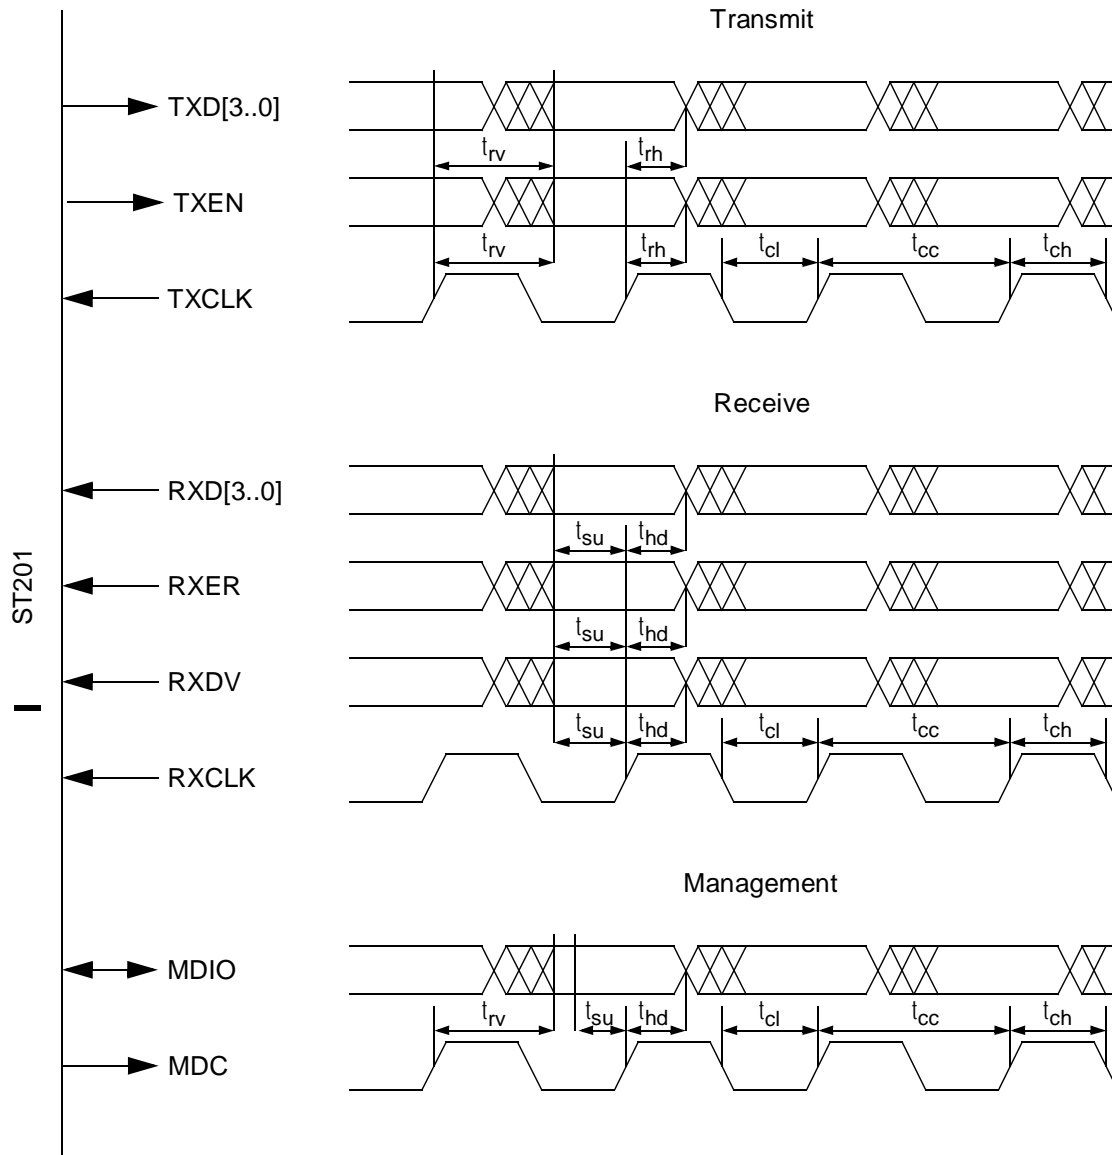 Transmit
TXD[3..0]
trv trh
TXEN
trv trh tcl tcc tch
TXCLK
Receive
RXD[3..0]
tsu thd
RXER
tsu thd
RXDV
tsu thd tcl tcc tch
RXCLK
ST201
Management
MDIO
trv tsu thd tcl tcc tch
MDC